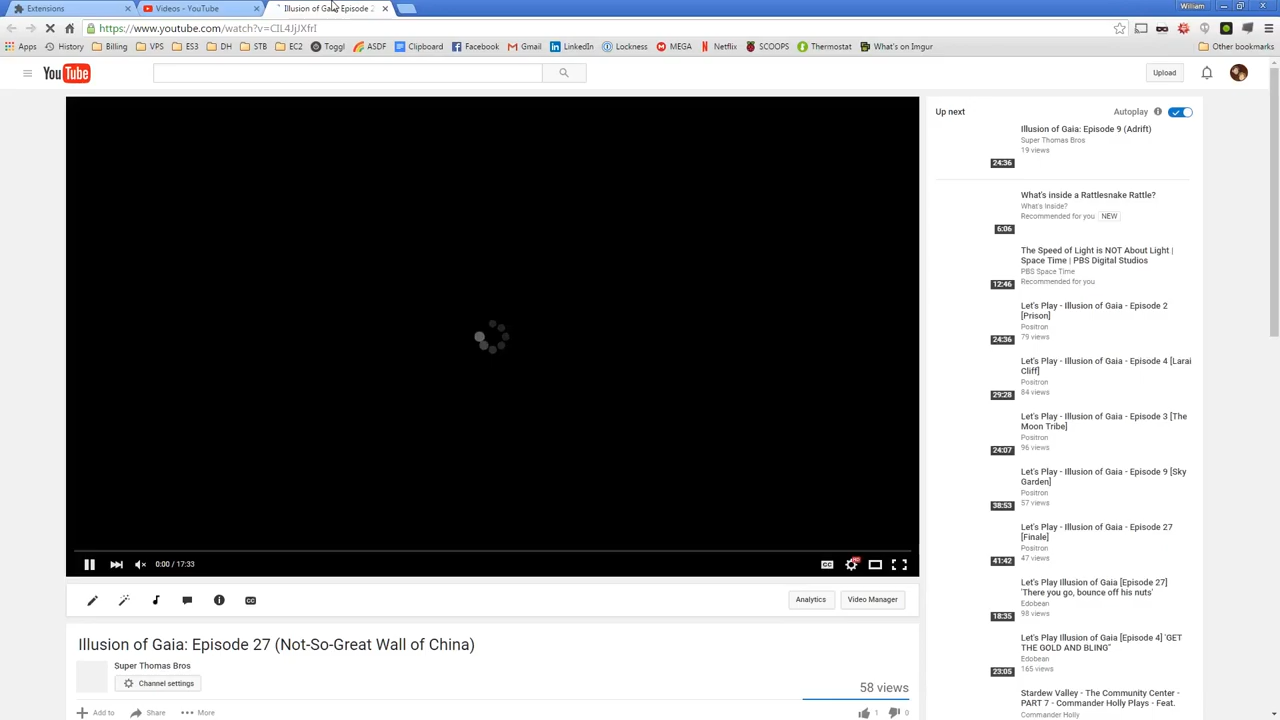 Extensions
Videos - YouTube
Illusion of Gaia: Episode 2
William
https://www.youtube.com/watch?v=CIL4JjJXfrI
Apps History Billing VPS ES3 DH STB EC2 Toggl ASDF Clipboard Facebook Gmail LinkedIn Lockness MEGA Netflix SCOOPS Thermostat What's on Imgur Other bookmarks
YouTube
Upload
Up next
Autoplay
Illusion of Gaia: Episode 9 (Adrift)
Super Thomas Bros
19 views
24:36
What's inside a Rattlesnake Rattle?
What's Inside?
Recommended for you NEW
6:06
The Speed of Light is NOT About Light |
Space Time | PBS Digital Studios
PBS Space Time
Recommended for you
12:46
Let's Play - Illusion of Gaia - Episode 2
[Prison]
Positron
79 views
24:36
Let's Play - Illusion of Gaia - Episode 4 [Larai
Cliff]
Positron
84 views
29:28
Let's Play - Illusion of Gaia - Episode 3 [The
Moon Tribe]
Positron
96 views
24:07
Let's Play - Illusion of Gaia - Episode 9 [Sky
Garden]
Positron
57 views
38:53
Let's Play - Illusion of Gaia - Episode 27
[Finale]
Positron
47 views
41:42
Let's Play Illusion of Gaia [Episode 27]
'There you go, bounce off his nuts'
Edobean
98 views
18:35
Let's Play Illusion of Gaia [Episode 4] 'GET
THE GOLD AND BLING"
Edobean
165 views
23:05
Stardew Valley - The Community Center -
PART 7 - Commander Holly Plays - Feat.
Commander Holly
0:00 / 17:33
CC
HD
CC
Analytics
Video Manager
Illusion of Gaia: Episode 27 (Not-So-Great Wall of China)
Super Thomas Bros
Channel settings
58 views
Add to
Share
More
1
0